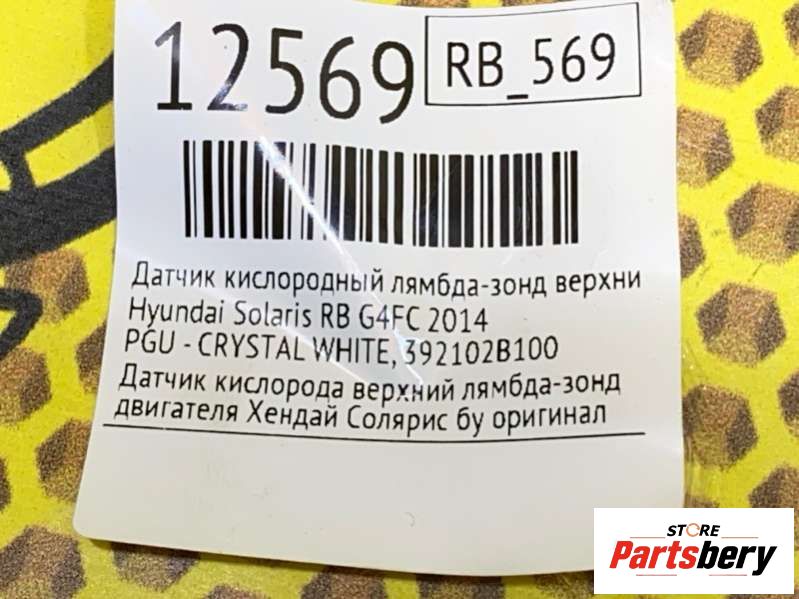 12569
RB_569
Датчик кислородный лямбда-зонд верхни
Hyundai Solaris RB G4FC 2014
PGU - CRYSTAL WHITE, 392102B100
Датчик кислорода верхний лямбда-зонд
двигателя Хендай Солярис бу оригинал
STORE
Partsbery